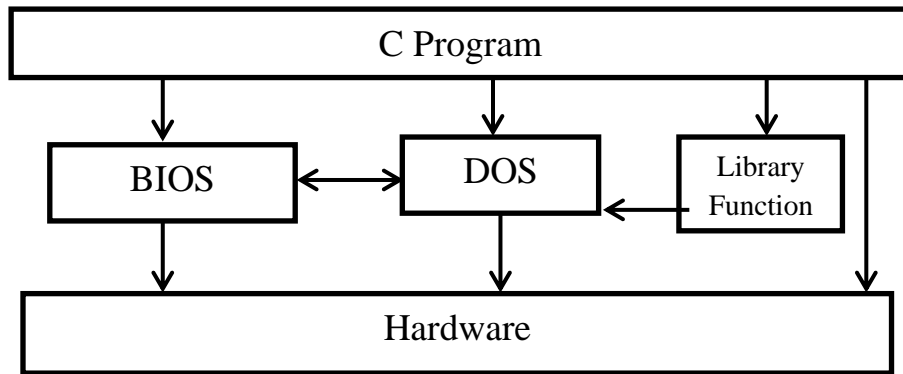 C Program
BIOS
DOS
Library
Function
Hardware